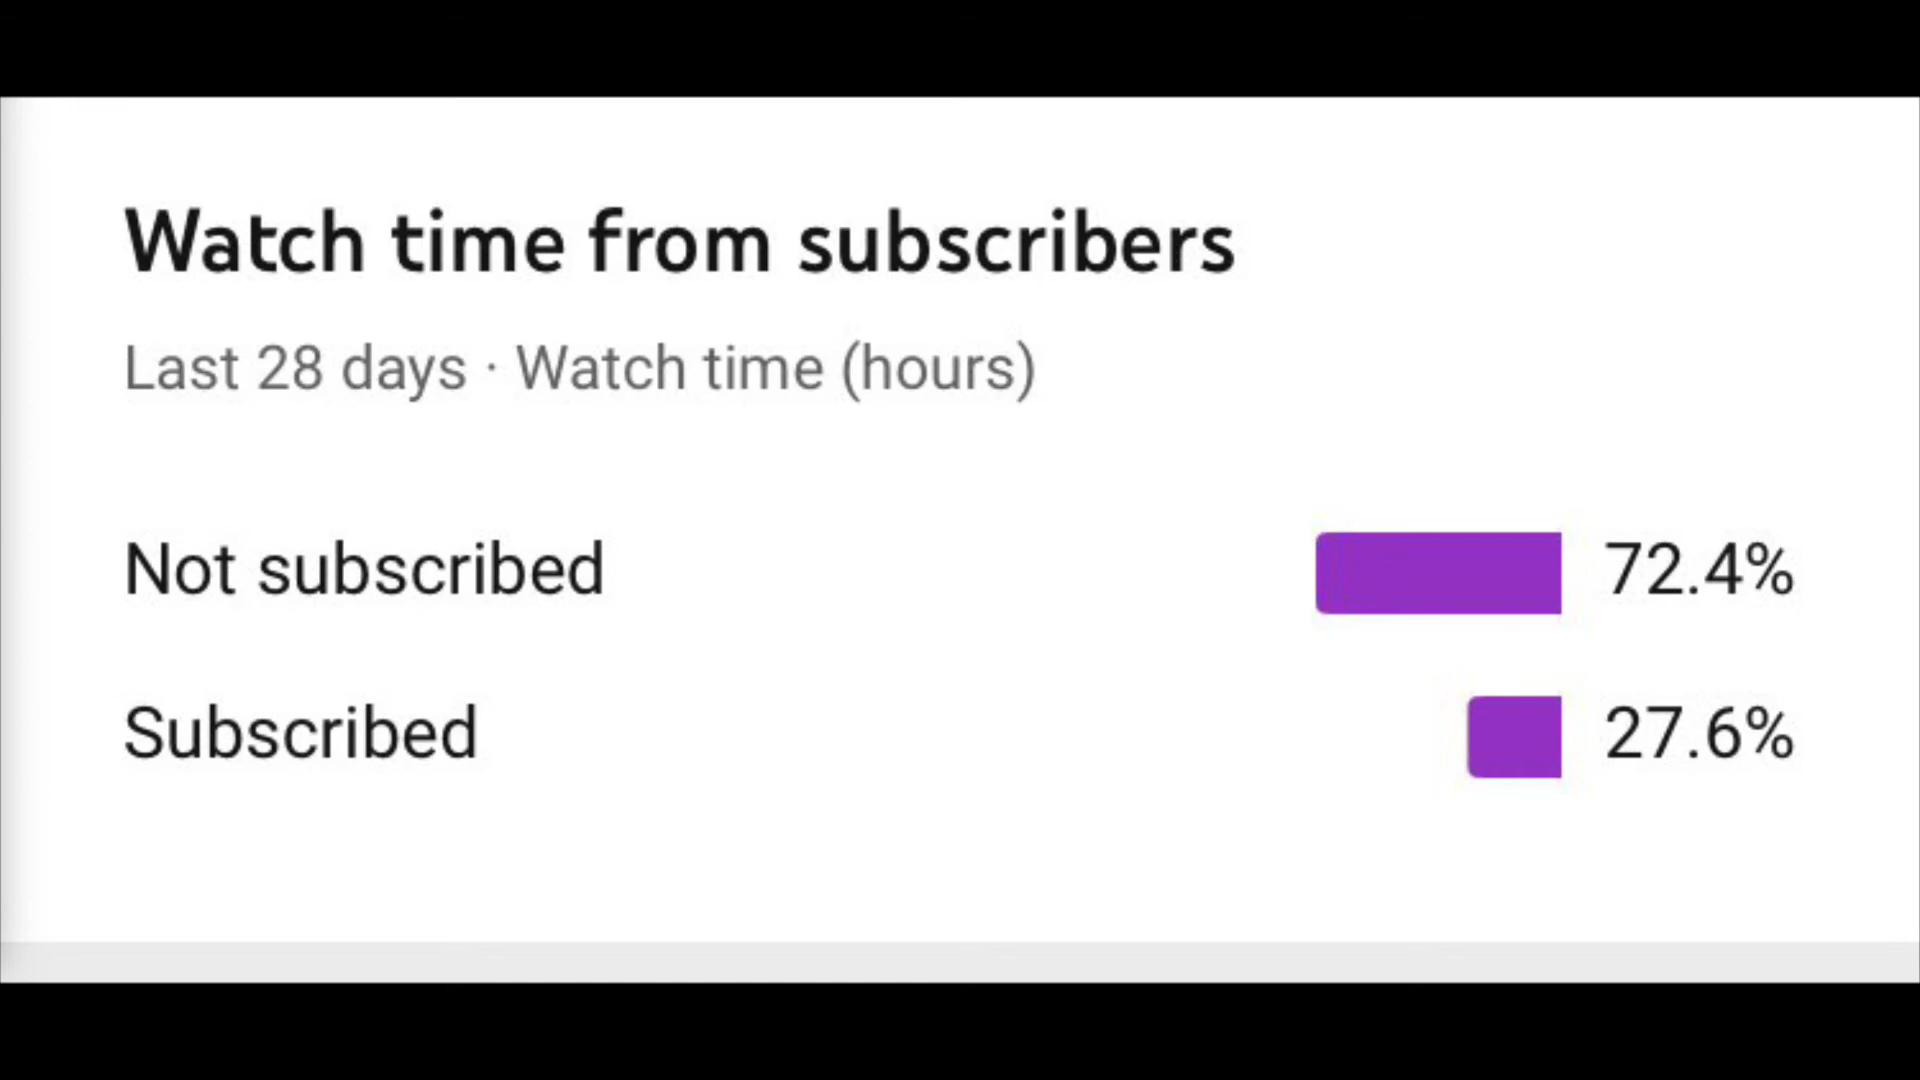 Watch time from subscribers
Last 28 days · Watch time (hours)
Not subscribed 72.4%
Subscribed 27.6%